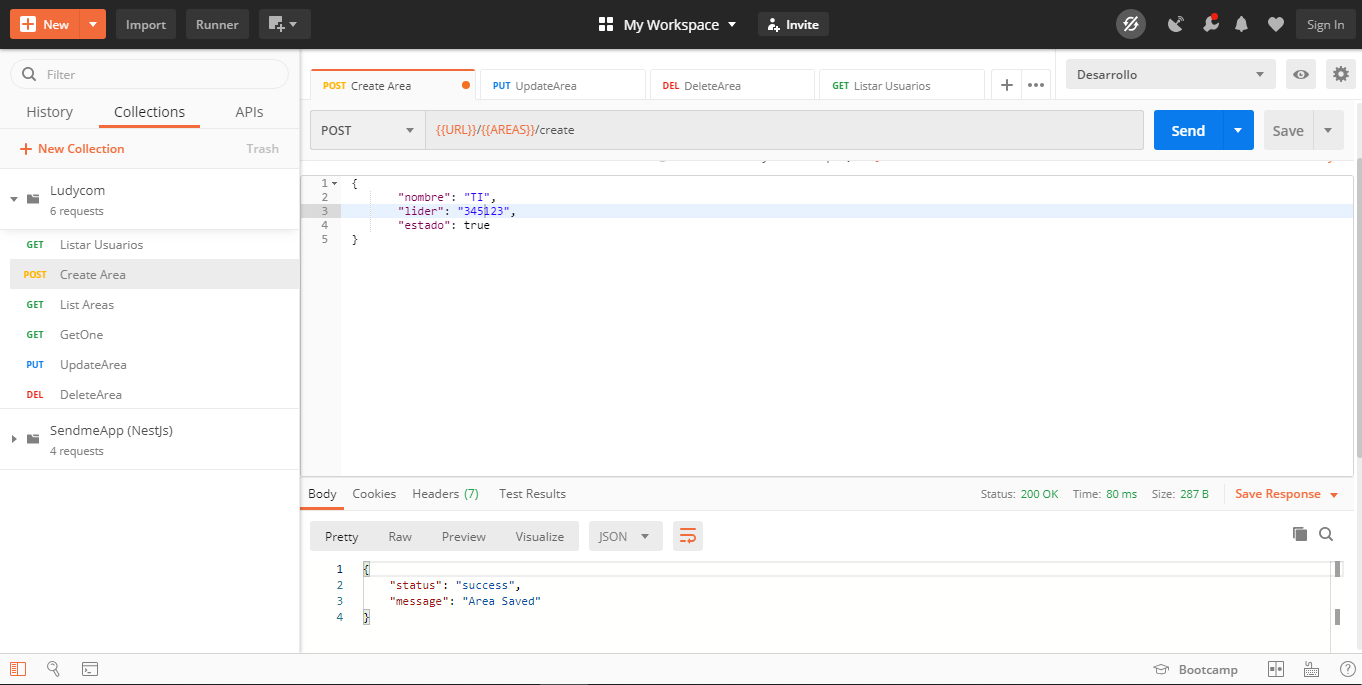 New Import Runner My Workspace Invite Sign In
Filter
History Collections APIs
New Collection Trash
Ludycom
6 requests
GET Listar Usuarios
POST Create Area
GET List Areas
GET GetOne
PUT UpdateArea
DEL DeleteArea
SendmeApp (NestJs)
4 requests
POST Create Area PUT UpdateArea DEL DeleteArea GET Listar Usuarios Desarrollo
POST {{URL}}/{{AREAS}}/create Send Save
1 {
2 "nombre": "TI",
3 "lider": "345123",
4 "estado": true
5 }
Body Cookies Headers (7) Test Results Status: 200 OK Time: 80 ms Size: 287 B Save Response
Pretty Raw Preview Visualize JSON
1 {
2 "status": "success",
3 "message": "Area Saved"
4 }
Bootcamp